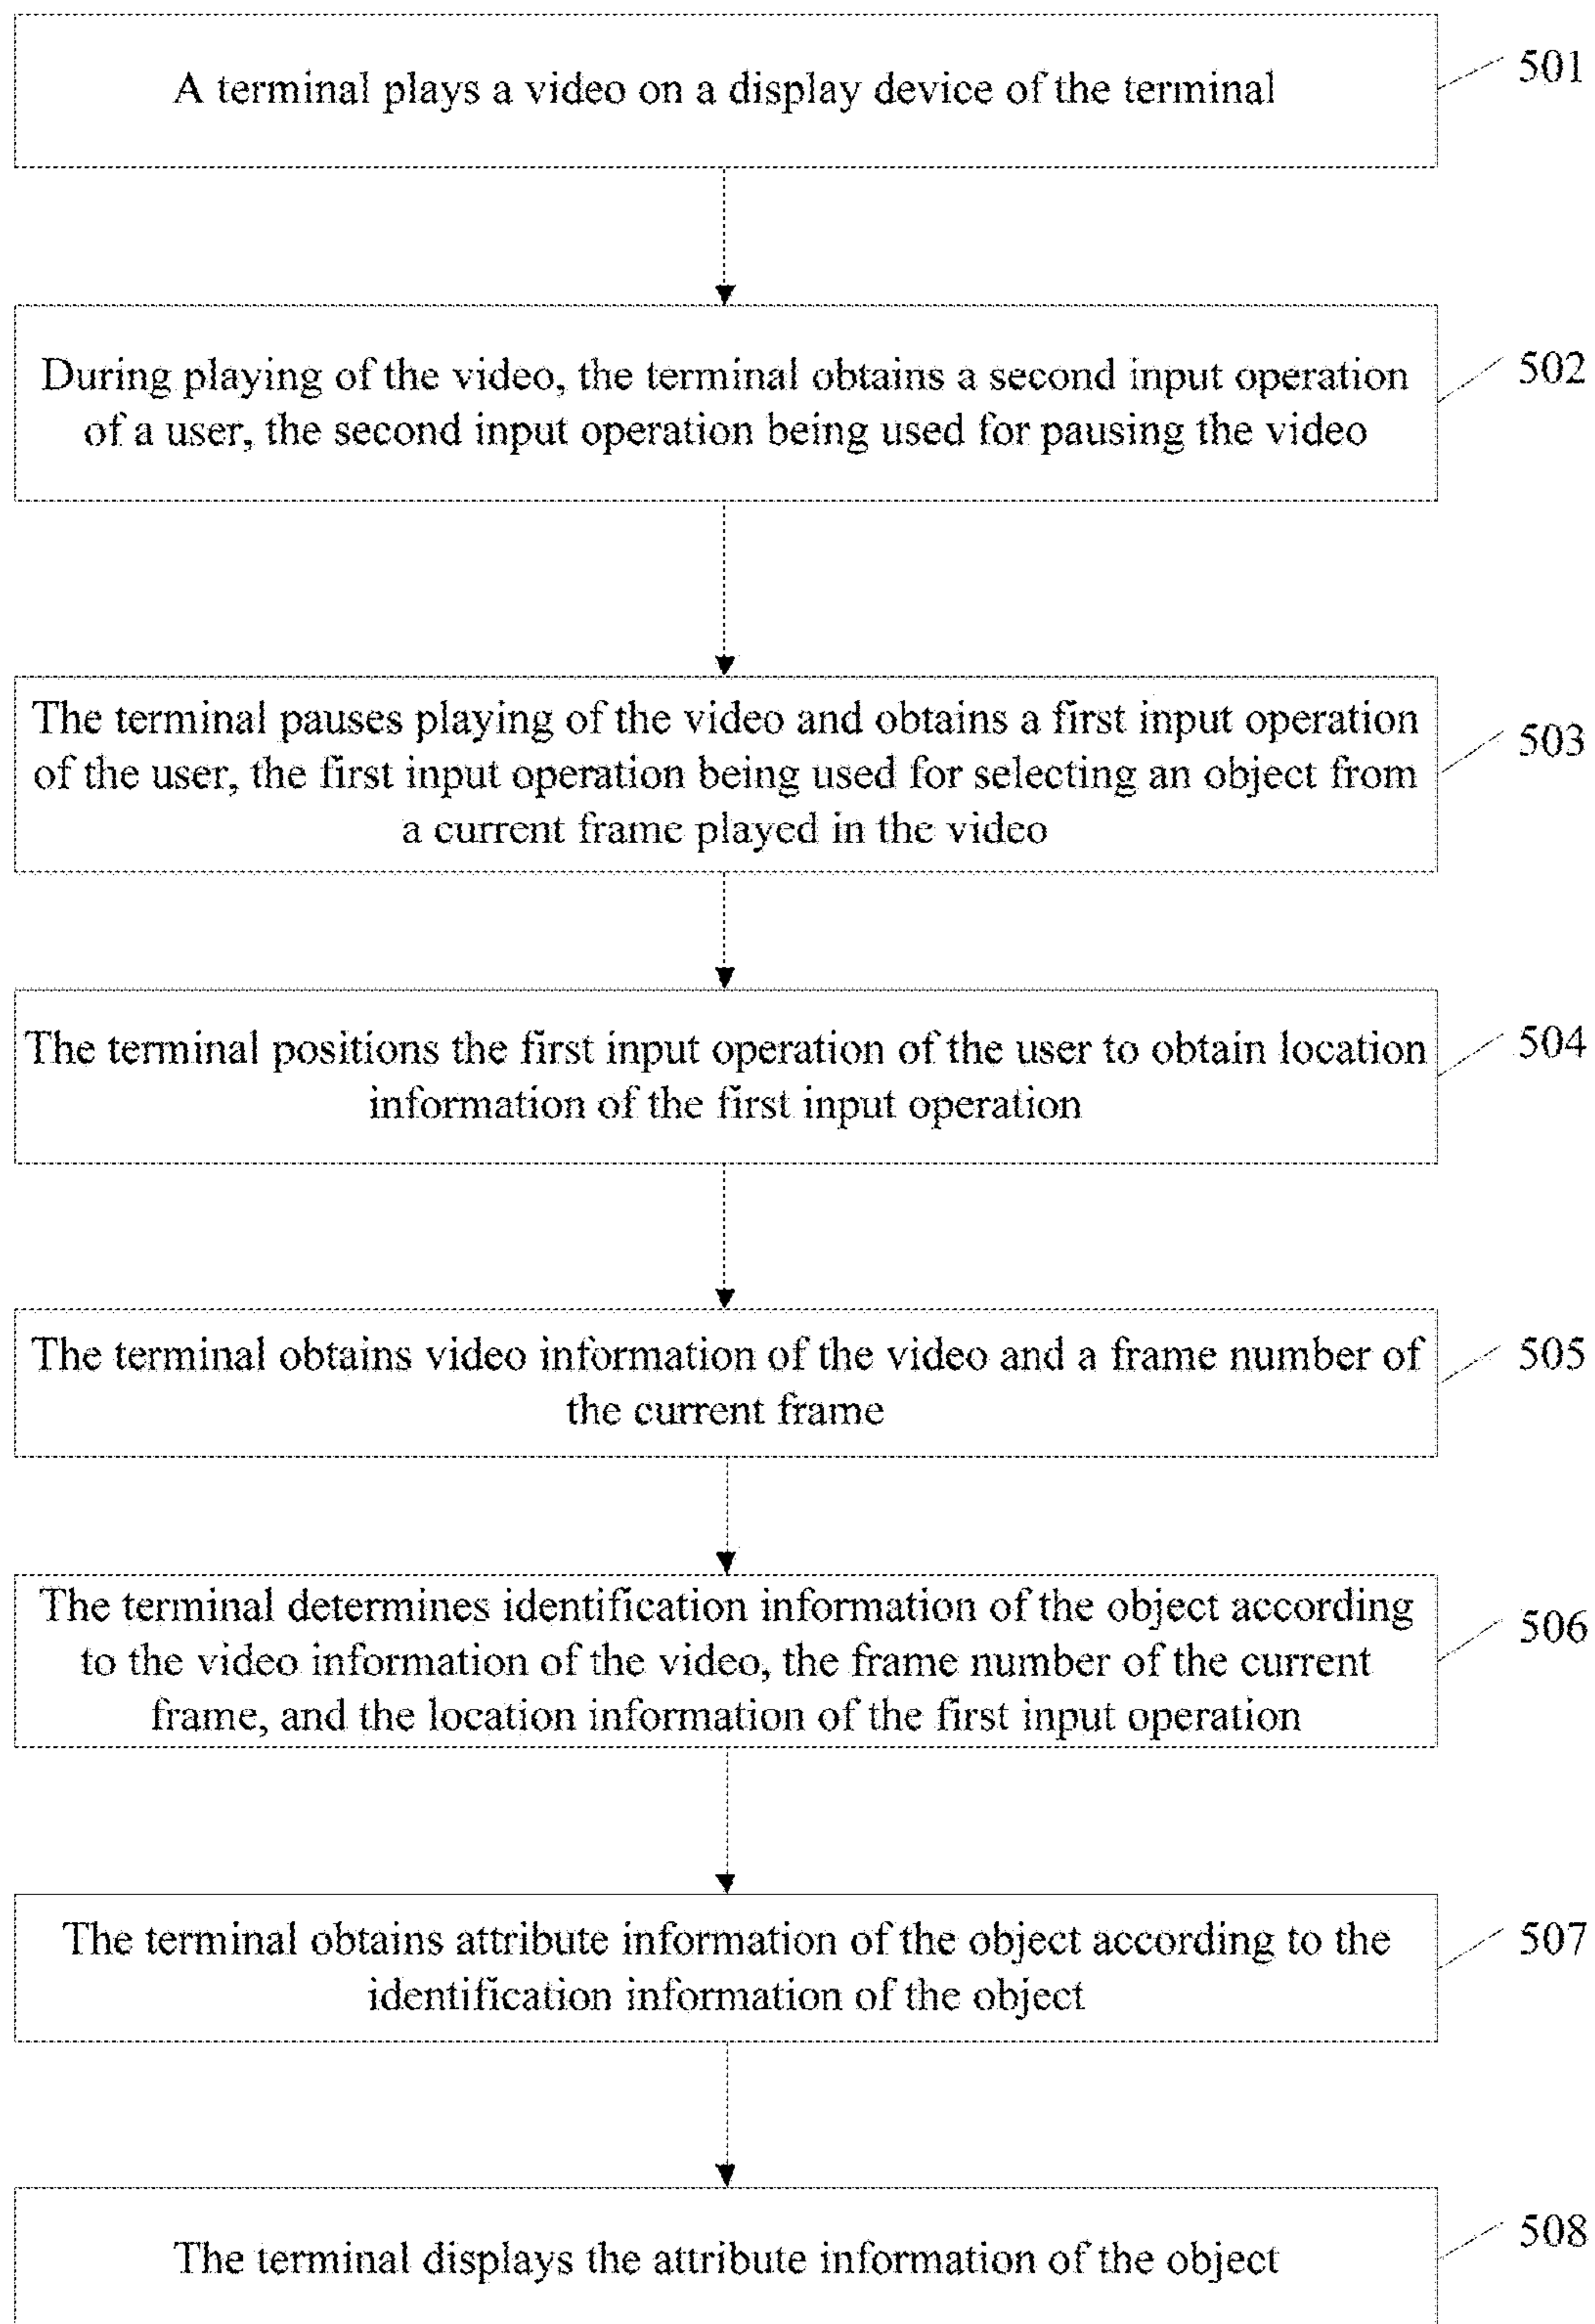 A terminal plays a video on a display device of the terminal
501
During playing of the video, the terminal obtains a second input operation
of a user, the second input operation being used for pausing the video
502
The terminal pauses playing of the video and obtains a first input operation
of the user, the first input operation being used for selecting an object from
a current frame played in the video
503
The terminal positions the first input operation of the user to obtain location
information of the first input operation
504
The terminal obtains video information of the video and a frame number of
the current frame
505
The terminal determines identification information of the object according
to the video information of the video, the frame number of the current
frame, and the location information of the first input operation
506
The terminal obtains attribute information of the object according to the
identification information of the object
507
The terminal displays the attribute information of the object
508